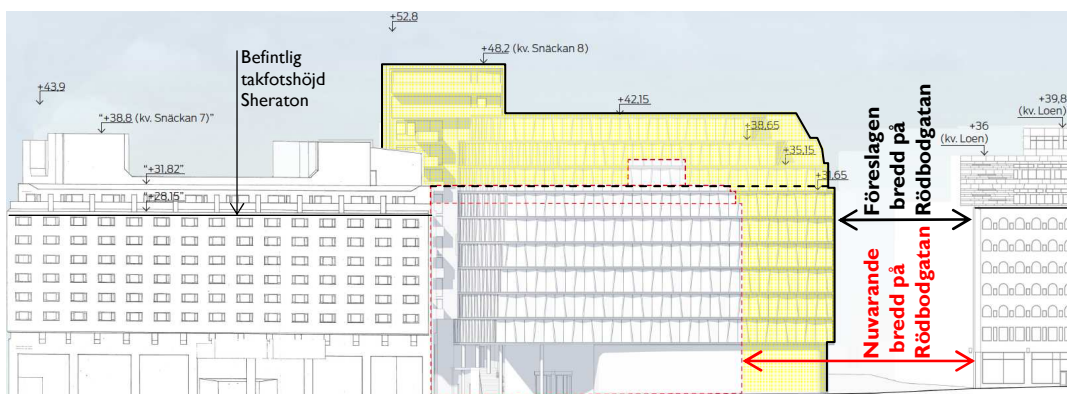 +52,8
+48,2 (kv. Snäckan 8)
Befintlig
takfotshöjd
Sheraton
+43,9
"+38,8 (kv. Snäckan 7)"
+42,15
+38,65
+35,15
+31,65
"+31,82"
"+28,15"
+39,8
(kv. Loen)
+36
(kv. Loen)
Föreslagen
bredd på
Rödbodgatan
Nuvarande
bredd på
Rödbodgatan